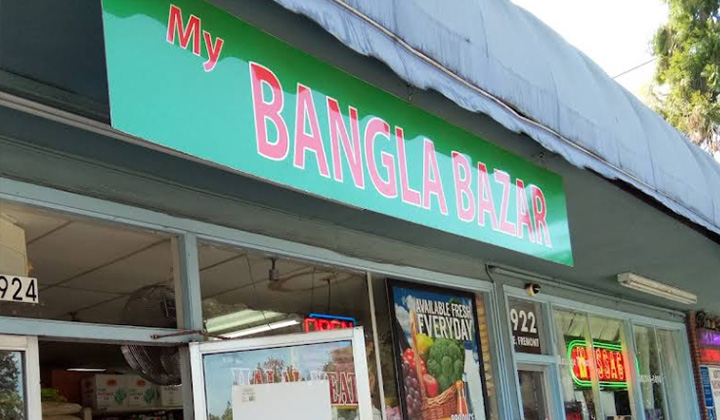 My
BANGLA BAZAR
924
OPEN
AVAILABLE FRESH
EVERYDAY
922
E. FREMONT